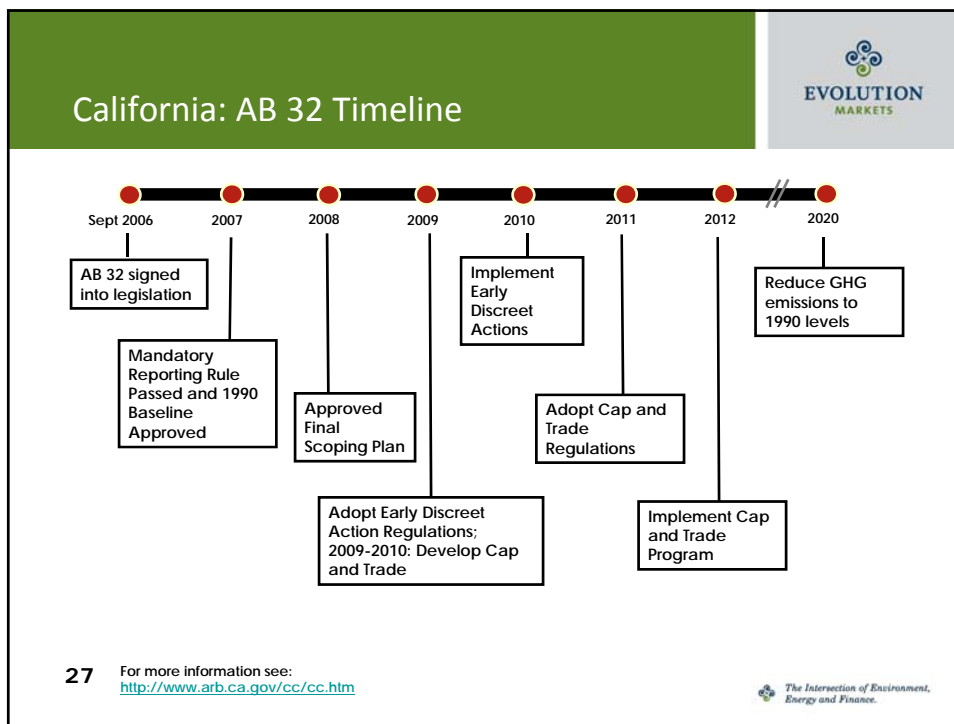 California: AB 32 Timeline
EVOLUTION
MARKETS
Sept 2006
2007
2008
2009
2010
2011
2012
2020
AB 32 signed
into legislation
Mandatory
Reporting Rule
Passed and 1990
Baseline
Approved
Approved
Final
Scoping Plan
Adopt Early Discreet
Action Regulations;
2009-2010: Develop Cap
and Trade
Implement
Early
Discreet
Actions
Adopt Cap and
Trade
Regulations
Implement Cap
and Trade
Program
Reduce GHG
emissions to
1990 levels
27
For more information see:
http://www.arb.ca.gov/cc/cc.htm
The Intersection of Environment,
Energy and Finance.